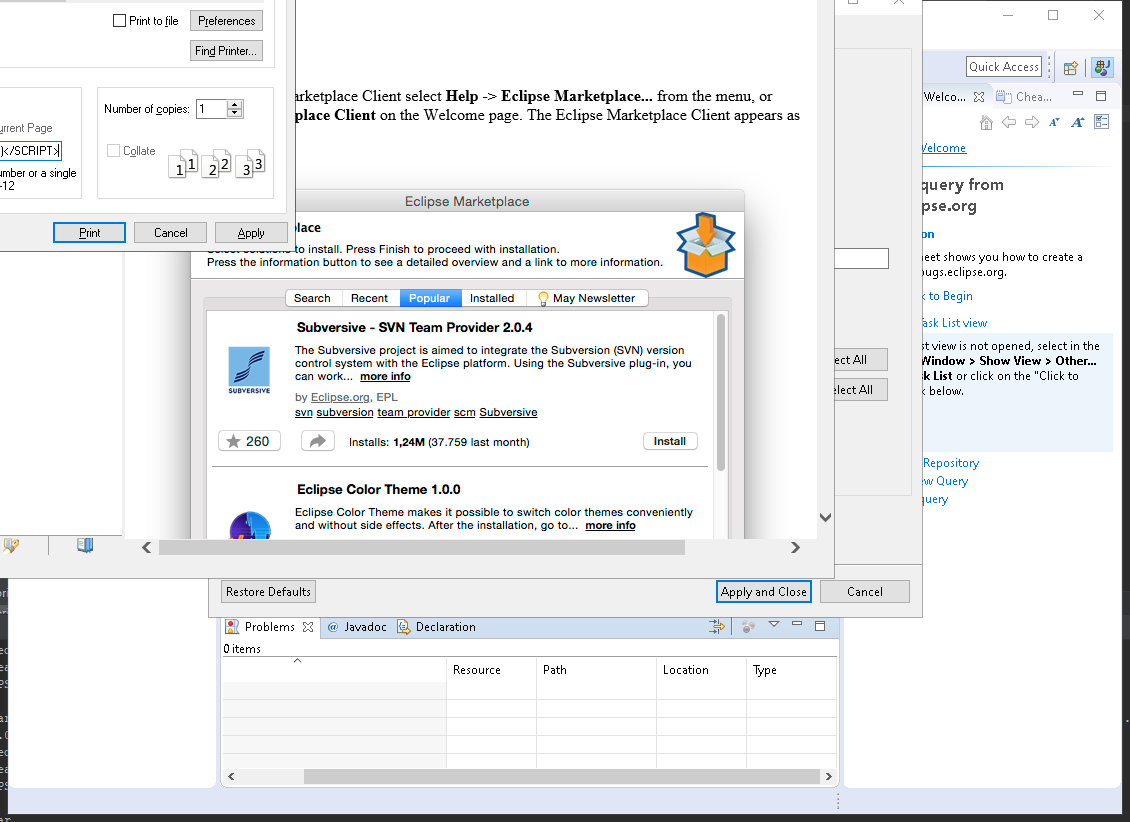 Print to file
Preferences
Find Printer...
Number of copies:
1
Collate
1 1 2 2 3 3
Current Page
)</SCRIPT>
number or a single
-12
Print
Cancel
Apply
Marketplace Client select Help -> Eclipse Marketplace... from the menu, or
place Client on the Welcome page. The Eclipse Marketplace Client appears as
Eclipse Marketplace
place
to install. Press Finish to proceed with installation.
Press the information button to see a detailed overview and a link to more information.
Search
Recent
Popular
Installed
May Newsletter
Subversive - SVN Team Provider 2.0.4
The Subversive project is aimed to integrate the Subversion (SVN) version
control system with the Eclipse platform. Using the Subversive plug-in, you
can work... more info
SUBVERSIVE
by Eclipse.org, EPL
svn subversion team provider scm Subversive
260
Installs: 1,24M (37.759 last month)
Install
Eclipse Color Theme 1.0.0
Eclipse Color Theme makes it possible to switch color themes conveniently
and without side effects. After the installation, go to... more info
ect All
elect All
Restore Defaults
Apply and Close
Cancel
Quick Access
Welco...
Chea...
Welcome
query from
pse.org
on
eet shows you how to create a
bugs.eclipse.org.
k to Begin
Task List view
st view is not opened, select in the
Window > Show View > Other...
sk List or click on the "Click to
k below.
Repository
ew Query
query
Problems
@ Javadoc
Declaration
0 items
Resource
Path
Location
Type